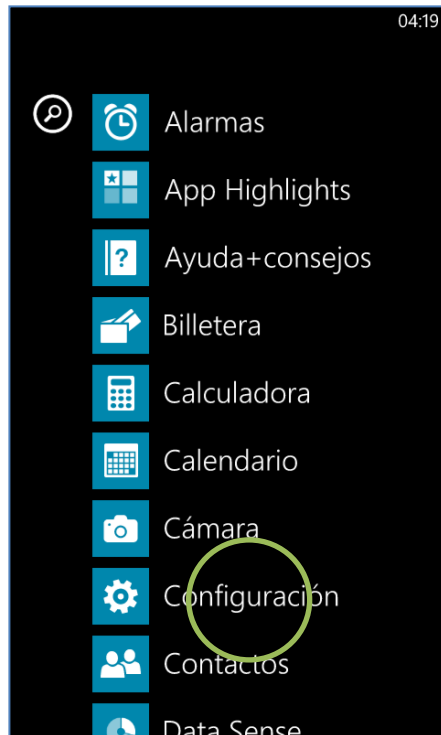 04:19
Alarmas
App Highlights
Ayuda+consejos
Billetera
Calculadora
Calendario
Cámara
Configuración
Contactos
Data Sense